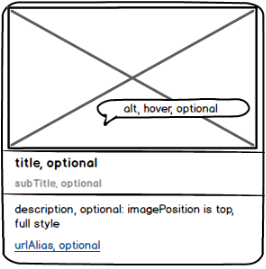 alt, hover, optional
title, optional
subTitle, optional
description, optional: imagePosition is top,
full style
urlAlias, optional